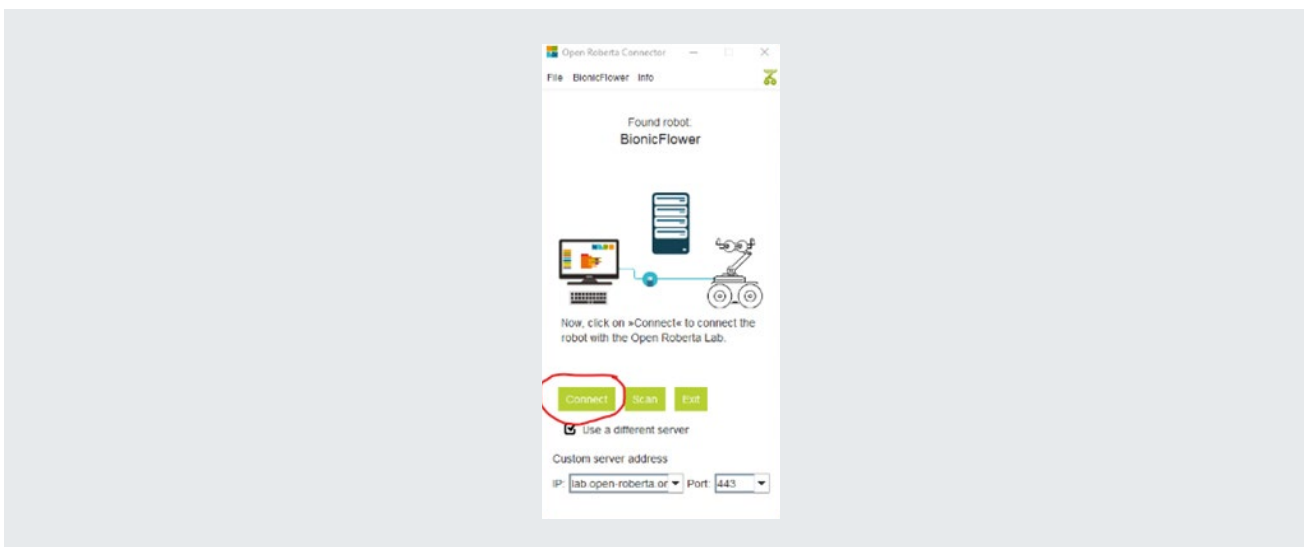 Open Roberta Connector
File BionicFlower Info
Found robot:
BionicFlower
Now, click on »Connect« to connect the
robot with the Open Roberta Lab.
Connect Scan Exit
Use a different server
Custom server address
IP: lab.open-roberta.or Port: 443